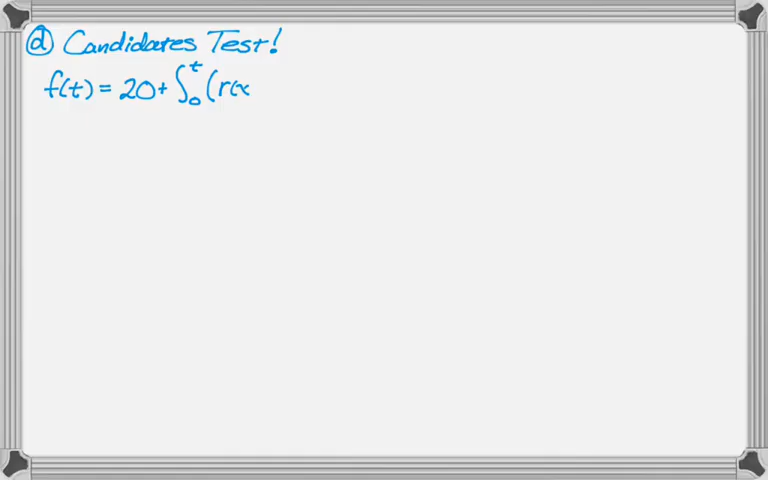 ⓓ Candidates Test!
f(t) = 20 + ∫₀ᵗ (r(x